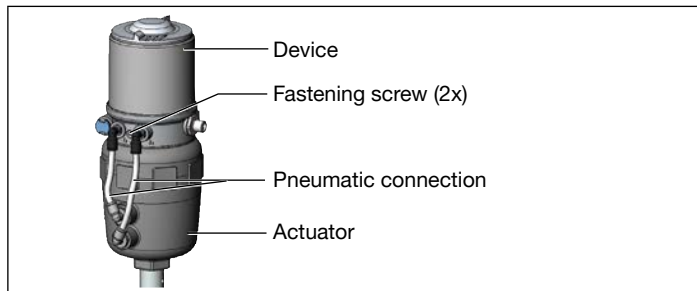 Device
Fastening screw (2x)
Pneumatic connection
Actuator